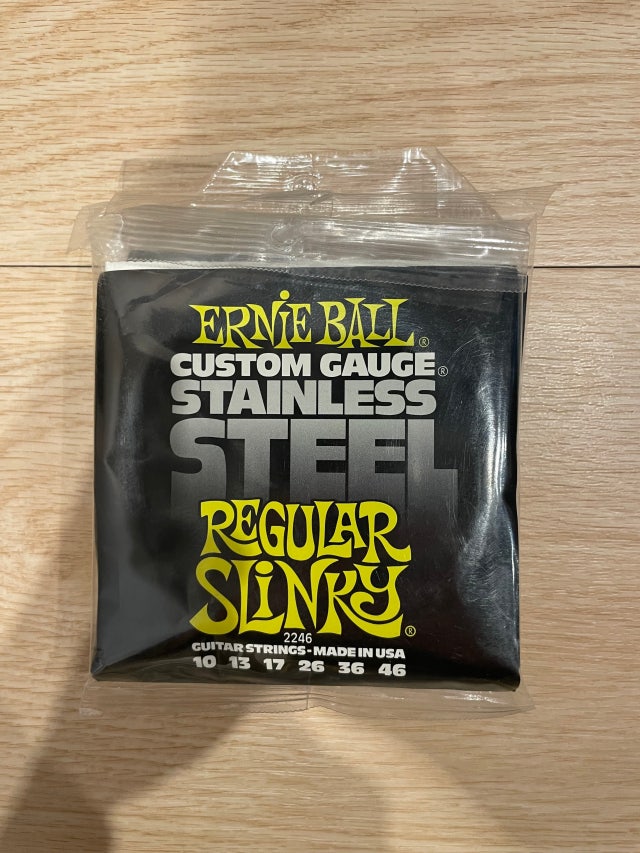 ERNIE BALL®
CUSTOM GAUGE®
STAINLESS
STEEL
REGULAR
SLINKY®
2246
GUITAR STRINGS - MADE IN USA
10 13 17 26 36 46